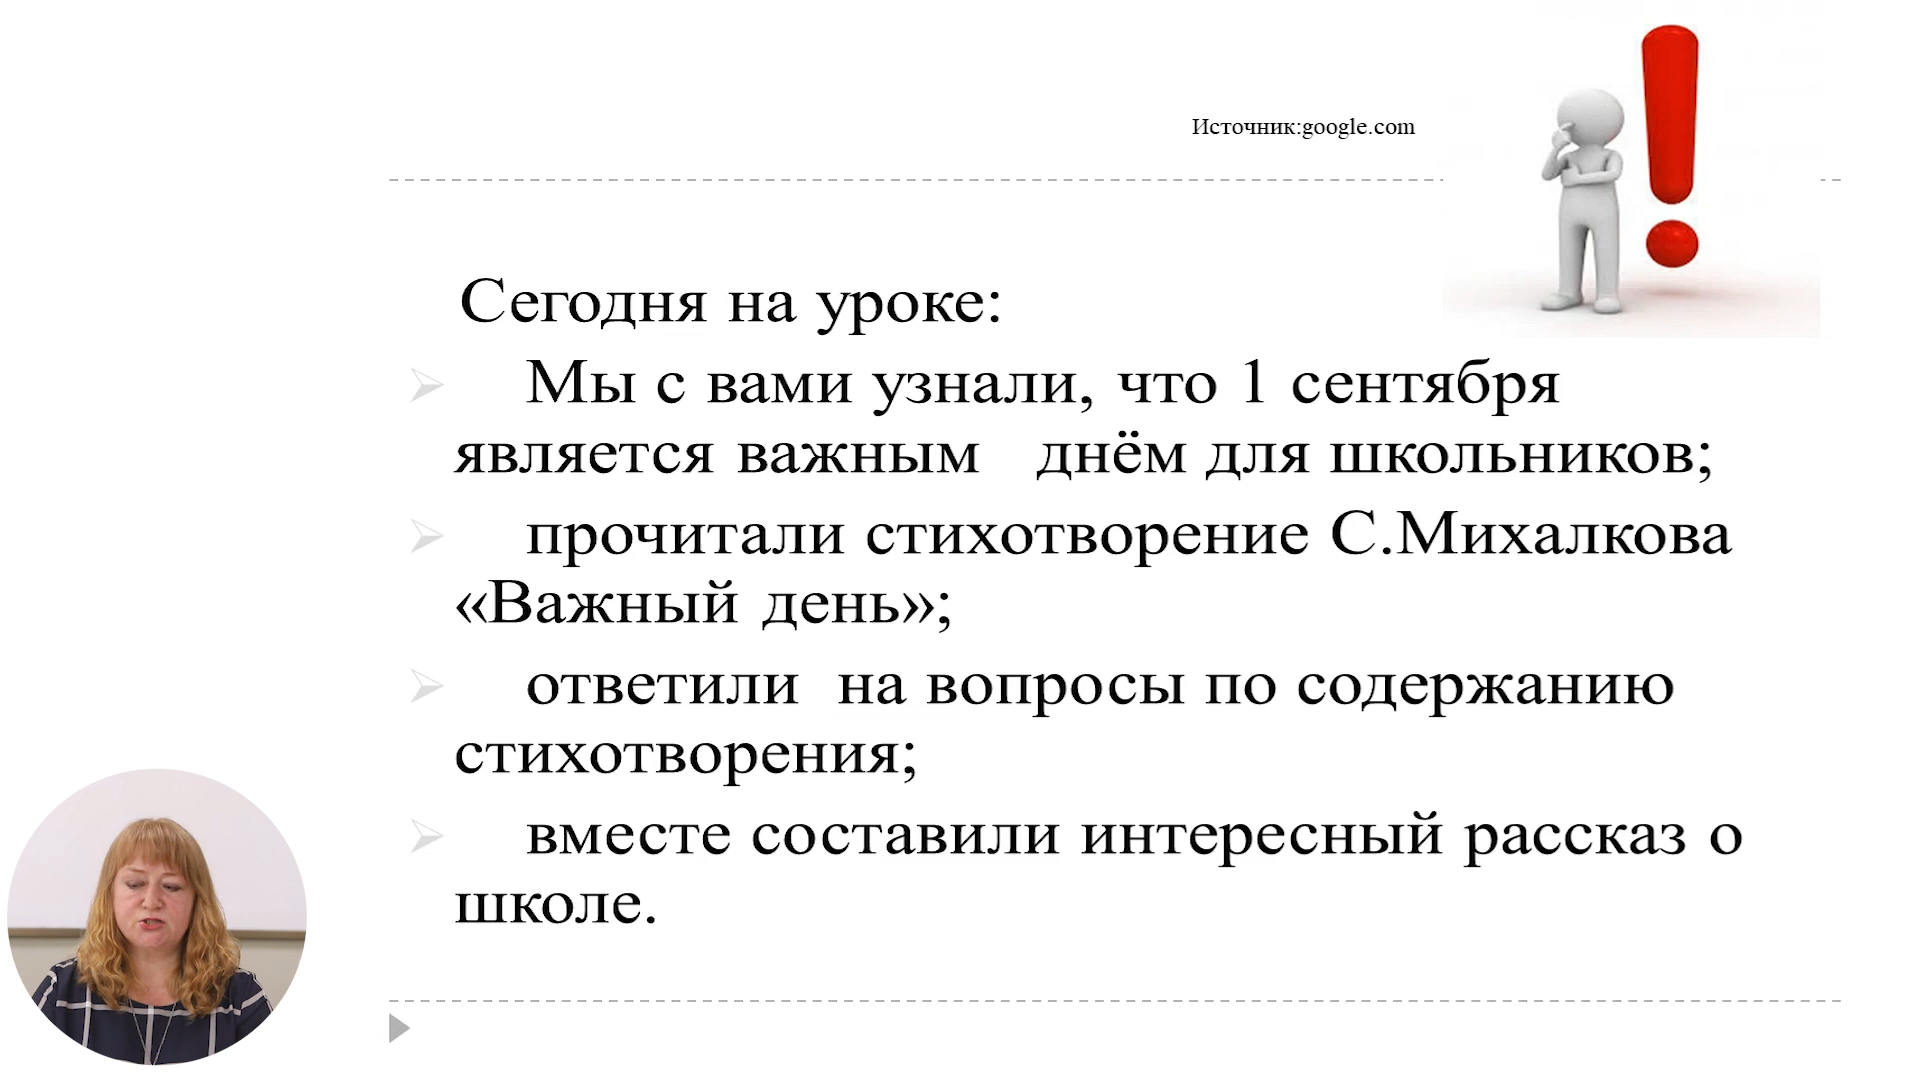 Источник:google.com
Сегодня на уроке:
Мы с вами узнали, что 1 сентября
является важным днём для школьников;
прочитали стихотворение С.Михалкова
«Важный день»;
ответили на вопросы по содержанию
стихотворения;
вместе составили интересный рассказ о
школе.